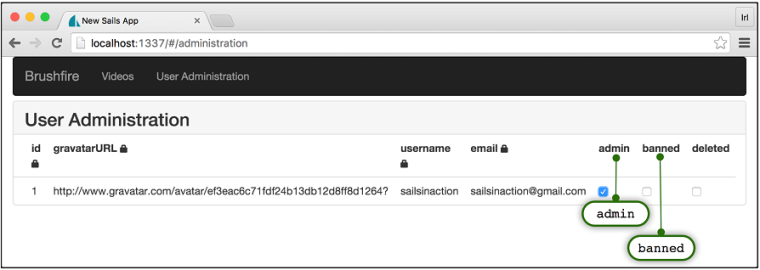 New Sails App
Irl
localhost:1337/#/administration
Brushfire Videos User Administration
User Administration
id gravatarURL username email admin banned deleted
1 http://www.gravatar.com/avatar/ef3eac6c71fdf24b13db12d8ff8d1264? sailsinaction sailsinaction@gmail.com
admin
banned